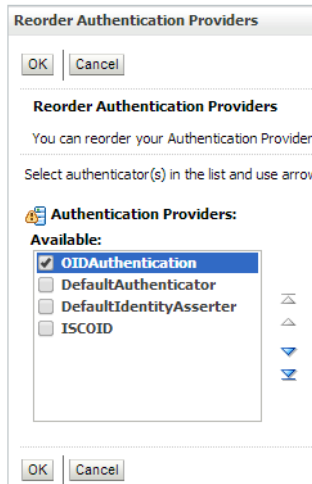 Reorder Authentication Providers
OK Cancel
Reorder Authentication Providers
You can reorder your Authentication Provider
Select authenticator(s) in the list and use
Authentication Providers:
Available:
OIDAuthentication
DefaultAuthenticator
DefaultIdentityAsserter
ISCOID
OK Cancel